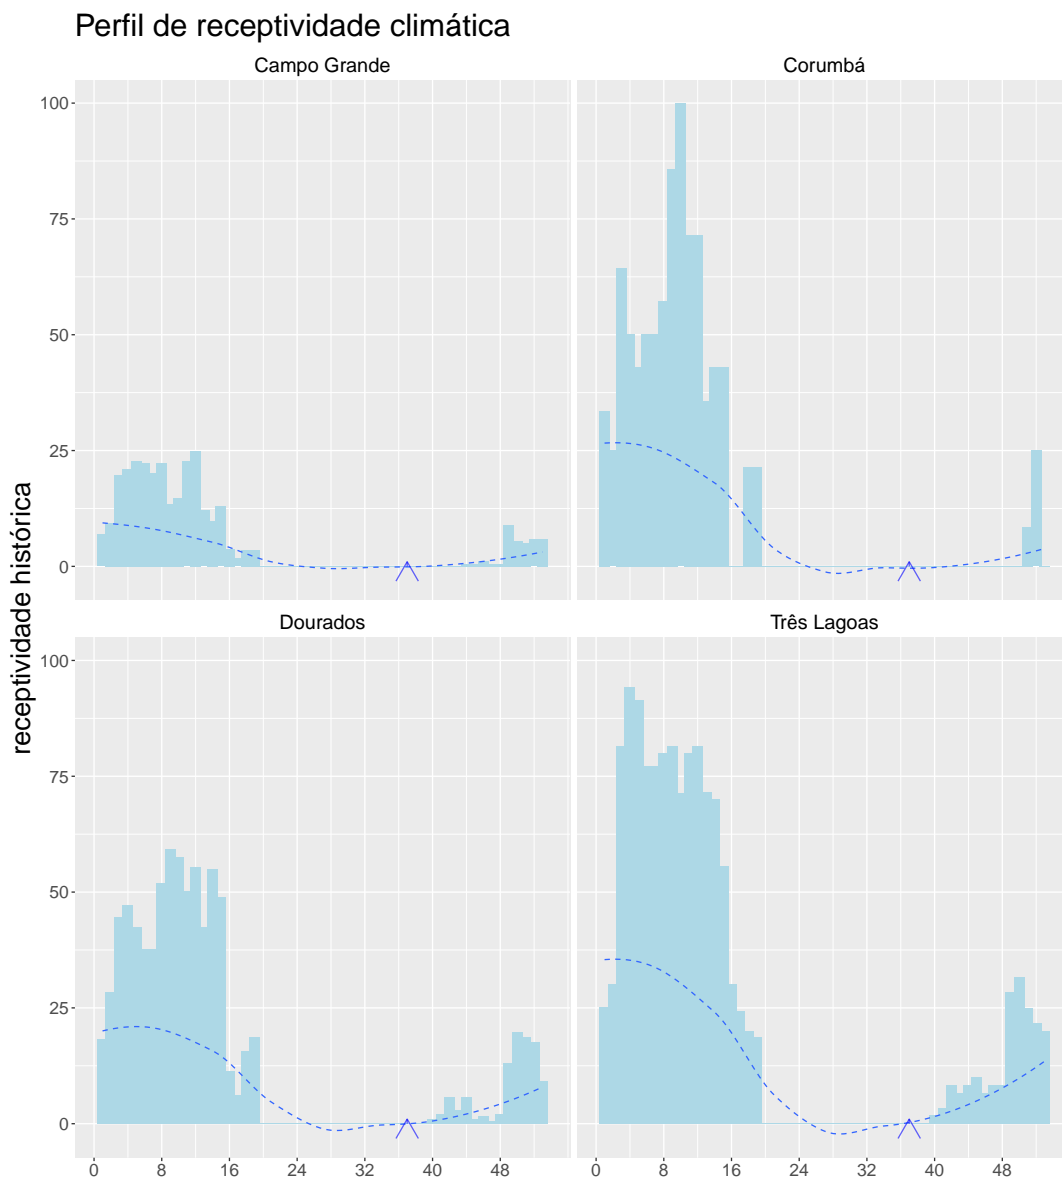 Perfil de receptividade climática
Campo Grande
Corumbá
100
75
50
25
0
receptividade histórica
Dourados
Três Lagoas
100
75
50
25
0
0 8 16 24 32 40 48
0 8 16 24 32 40 48